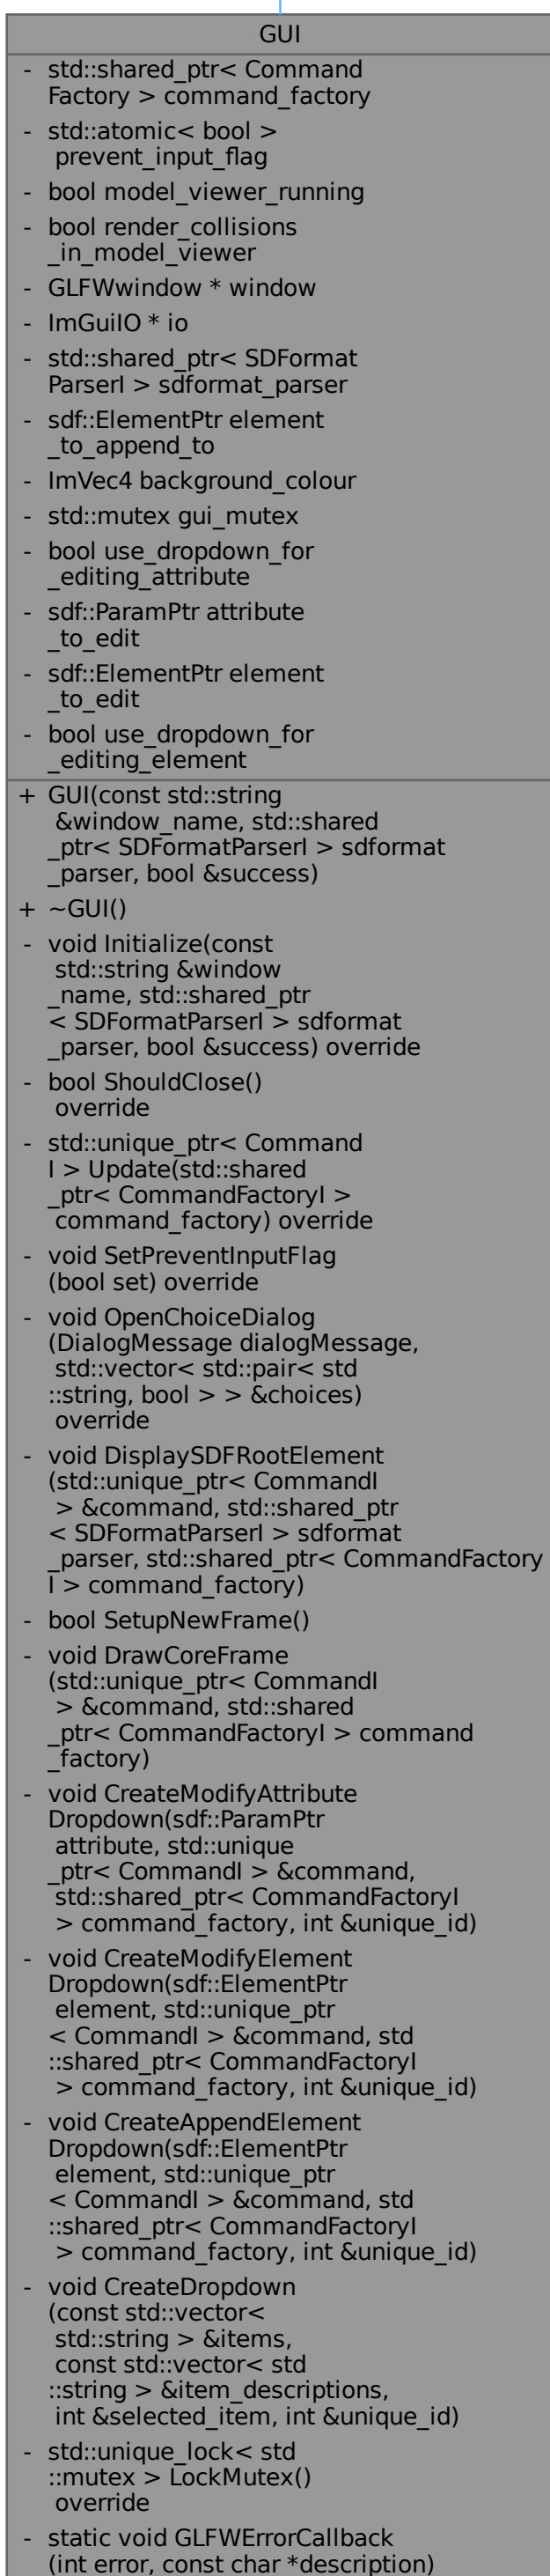 GUI
- std::shared_ptr< Command
Factory > command_factory
- std::atomic< bool >
prevent_input_flag
- bool model_viewer_running
- bool render_collisions
_in_model_viewer
- GLFWwindow * window
- ImGuiIO * io
- std::shared_ptr< SDFormat
ParserI > sdformat_parser
- sdf::ElementPtr element
_to_append_to
- ImVec4 background_colour
- std::mutex gui_mutex
- bool use_dropdown_for
_editing_attribute
- sdf::ParamPtr attribute
_to_edit
- sdf::ElementPtr element
_to_edit
- bool use_dropdown_for
_editing_element
+ GUI(const std::string
&window_name, std::shared
_ptr< SDFormatParserI > sdformat
_parser, bool &success)
+ ~GUI()
- void Initialize(const
std::string &window
_name, std::shared_ptr
< SDFormatParserI > sdformat
_parser, bool &success) override
- bool ShouldClose()
override
- std::unique_ptr< Command
I > Update(std::shared
_ptr< CommandFactoryI >
command_factory) override
- void SetPreventInputFlag
(bool set) override
- void OpenChoiceDialog
(DialogMessage dialogMessage,
std::vector< std::pair< std
::string, bool > > &choices)
override
- void DisplaySDFRootElement
(std::unique_ptr< CommandI
> &command, std::shared_ptr
< SDFormatParserI > sdformat
_parser, std::shared_ptr< CommandFactory
I > command_factory)
- bool SetupNewFrame()
- void DrawCoreFrame
(std::unique_ptr< CommandI
> &command, std::shared
_ptr< CommandFactoryI > command
_factory)
- void CreateModifyAttribute
Dropdown(sdf::ParamPtr
attribute, std::unique
_ptr< CommandI > &command,
std::shared_ptr< CommandFactoryI
> command_factory, int &unique_id)
- void CreateModifyElement
Dropdown(sdf::ElementPtr
element, std::unique_ptr
< CommandI > &command, std
::shared_ptr< CommandFactoryI
> command_factory, int &unique_id)
- void CreateAppendElement
Dropdown(sdf::ElementPtr
element, std::unique_ptr
< CommandI > &command, std
::shared_ptr< CommandFactoryI
> command_factory, int &unique_id)
- void CreateDropdown
(const std::vector<
std::string > &items,
const std::vector< std
::string > &item_descriptions,
int &selected_item, int &unique_id)
- std::unique_lock< std
::mutex > LockMutex()
override
- static void GLFWErrorCallback
(int error, const char *description)